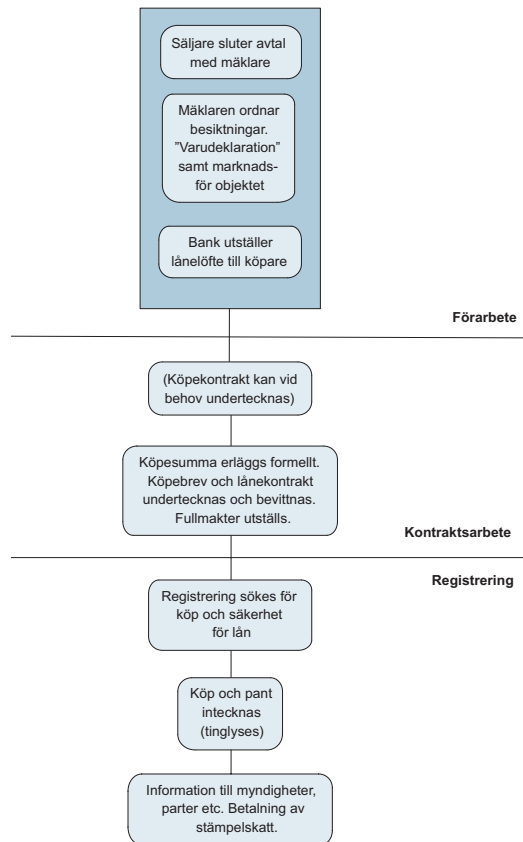 Säljare sluter avtal
med mäklare
Mäklaren ordnar
besiktningar.
”Varudeklaration”
samt marknads-
för objektet
Bank utställer
lånelöfte till köpare
Förarbete
(Köpekontrakt kan vid
behov undertecknas)
Köpesumma erläggs formellt.
Köpebrev och lånekontrakt
undertecknas och bevittnas.
Fullmakter utställs.
Kontraktsarbete
Registrering
Registrering sökes för
köp och säkerhet
för lån
Köp och pant
intecknas
(tinglyses)
Information till myndigheter,
parter etc. Betalning av
stämpelskatt.